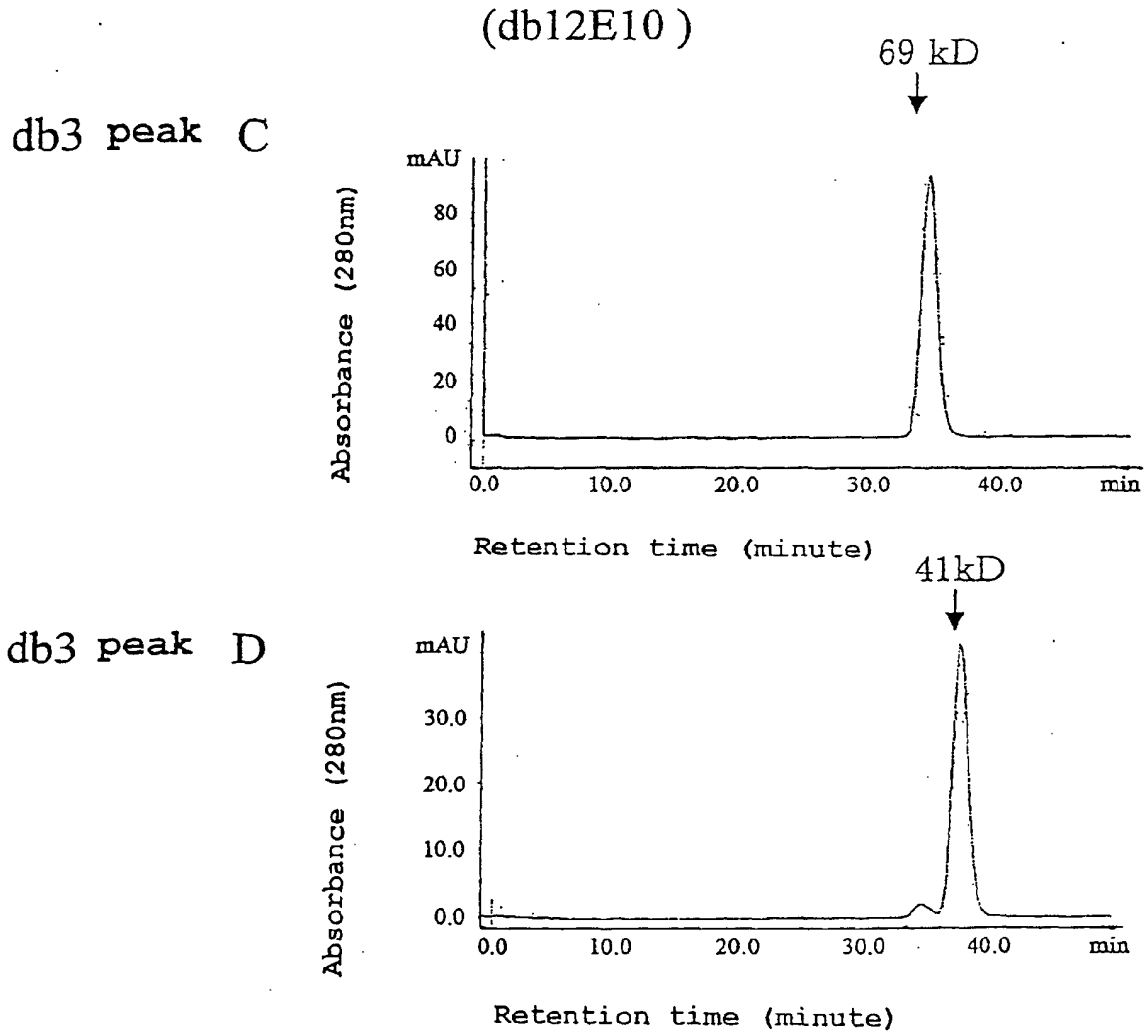 (db12E10 )
69 kD
db3 peak C
mAU
80
60
40
20
0
Absorbance (280nm)
0.0 10.0 20.0 30.0 40.0 min
Retention time (minute)
41kD
db3 peak D
mAU
30.0
20.0
10.0
0.0
Absorbance (280nm)
0.0 10.0 20.0 30.0 40.0 min
Retention time (minute)